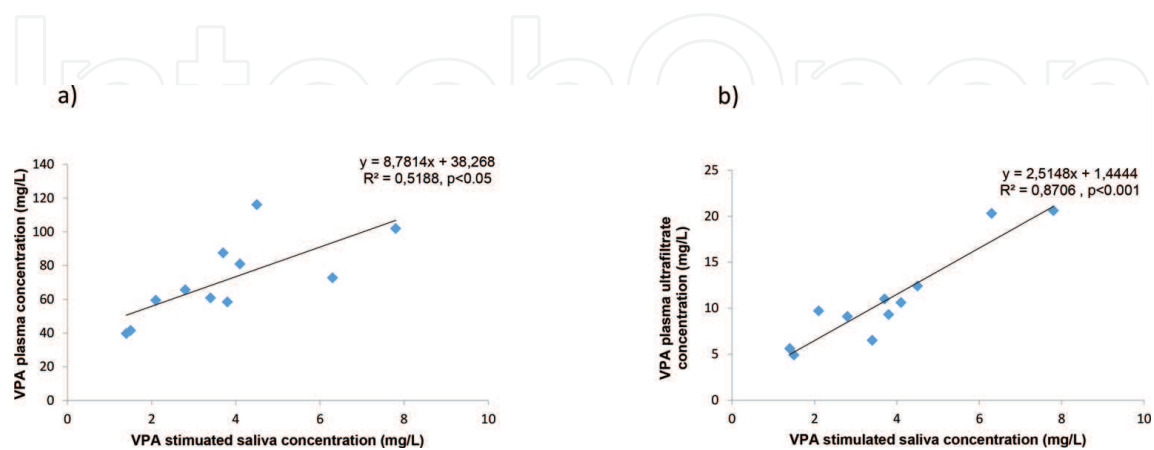 IntechOpen
a)
y = 8,7814x + 38,268
R² = 0,5188, p<0.05
VPA plasma concentration (mg/L)
140
120
100
80
60
40
20
0
0 2 4 6 8 10
VPA stimuated saliva concentration (mg/L)
b)
y = 2,5148x + 1,4444
R² = 0,8706 , p<0.001
VPA plasma ultrafiltrate
concentration (mg/L)
25
20
15
10
5
0
0 2 4 6 8 10
VPA stimulated saliva concentration (mg/L)